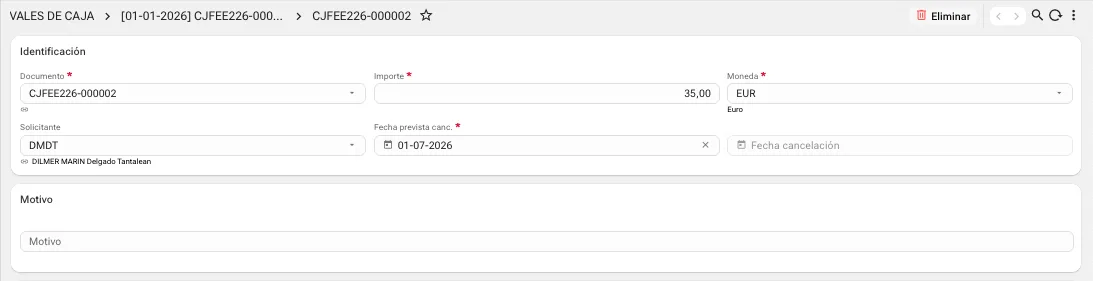 VALES DE CAJA > [01-01-2026] CJFEE226-000... > CJFEE226-000002
Eliminar
Identificación
Documento * Importe * Moneda *
CJFEE226-000002 35,00 EUR
Euro
Solicitante Fecha prevista canc. *
DMDT 01-07-2026 Fecha cancelación
DILMER MARIN Delgado Tantalean
Motivo
Motivo